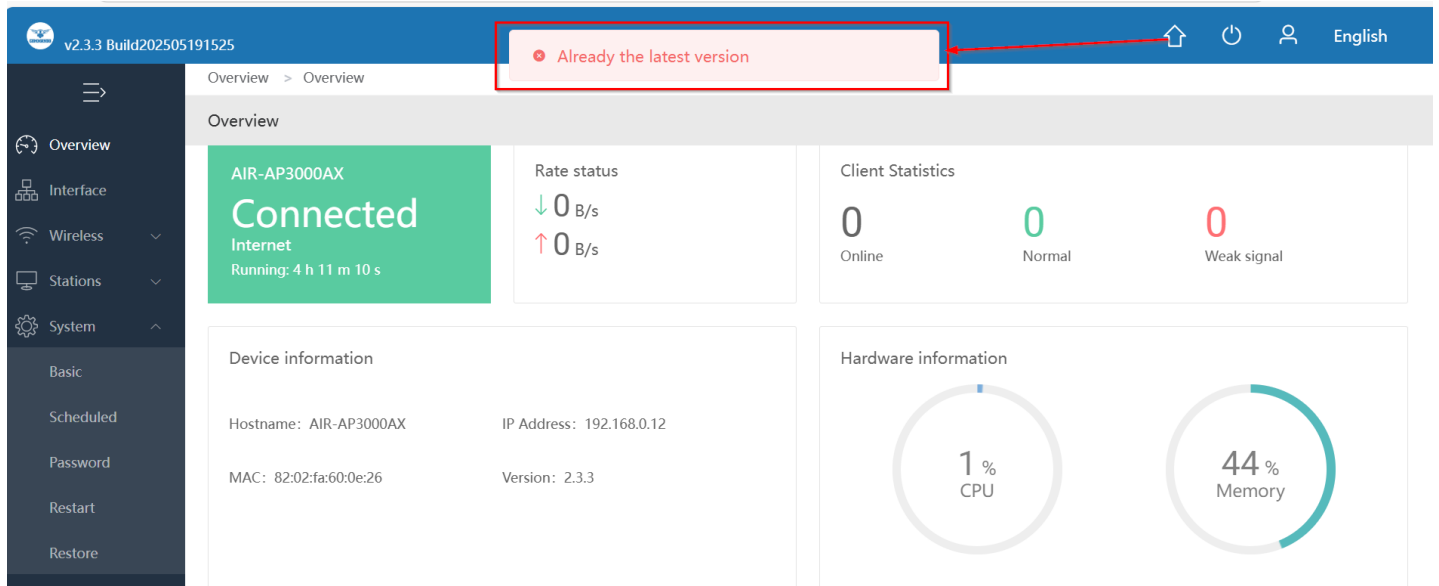 v2.3.3 Build202505191525
Already the latest version
English
Overview > Overview
Overview
Overview
Interface
Wireless
Stations
System
Basic
Scheduled
Password
Restart
Restore
AIR-AP3000AX
Connected
Internet
Running: 4 h 11 m 10 s
Rate status
↓ 0 B/s
↑ 0 B/s
Client Statistics
0 0 0
Online Normal Weak signal
Device information
Hostname: AIR-AP3000AX IP Address: 192.168.0.12
MAC: 82:02:fa:60:0e:26 Version: 2.3.3
Hardware information
1 %
CPU
44 %
Memory